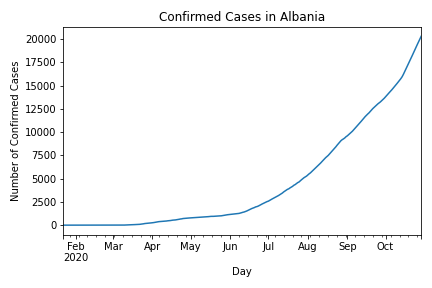 Confirmed Cases in Albania
Number of Confirmed Cases
20000
17500
15000
12500
10000
7500
5000
2500
0
Feb Mar Apr May Jun Jul Aug Sep Oct
2020
Day